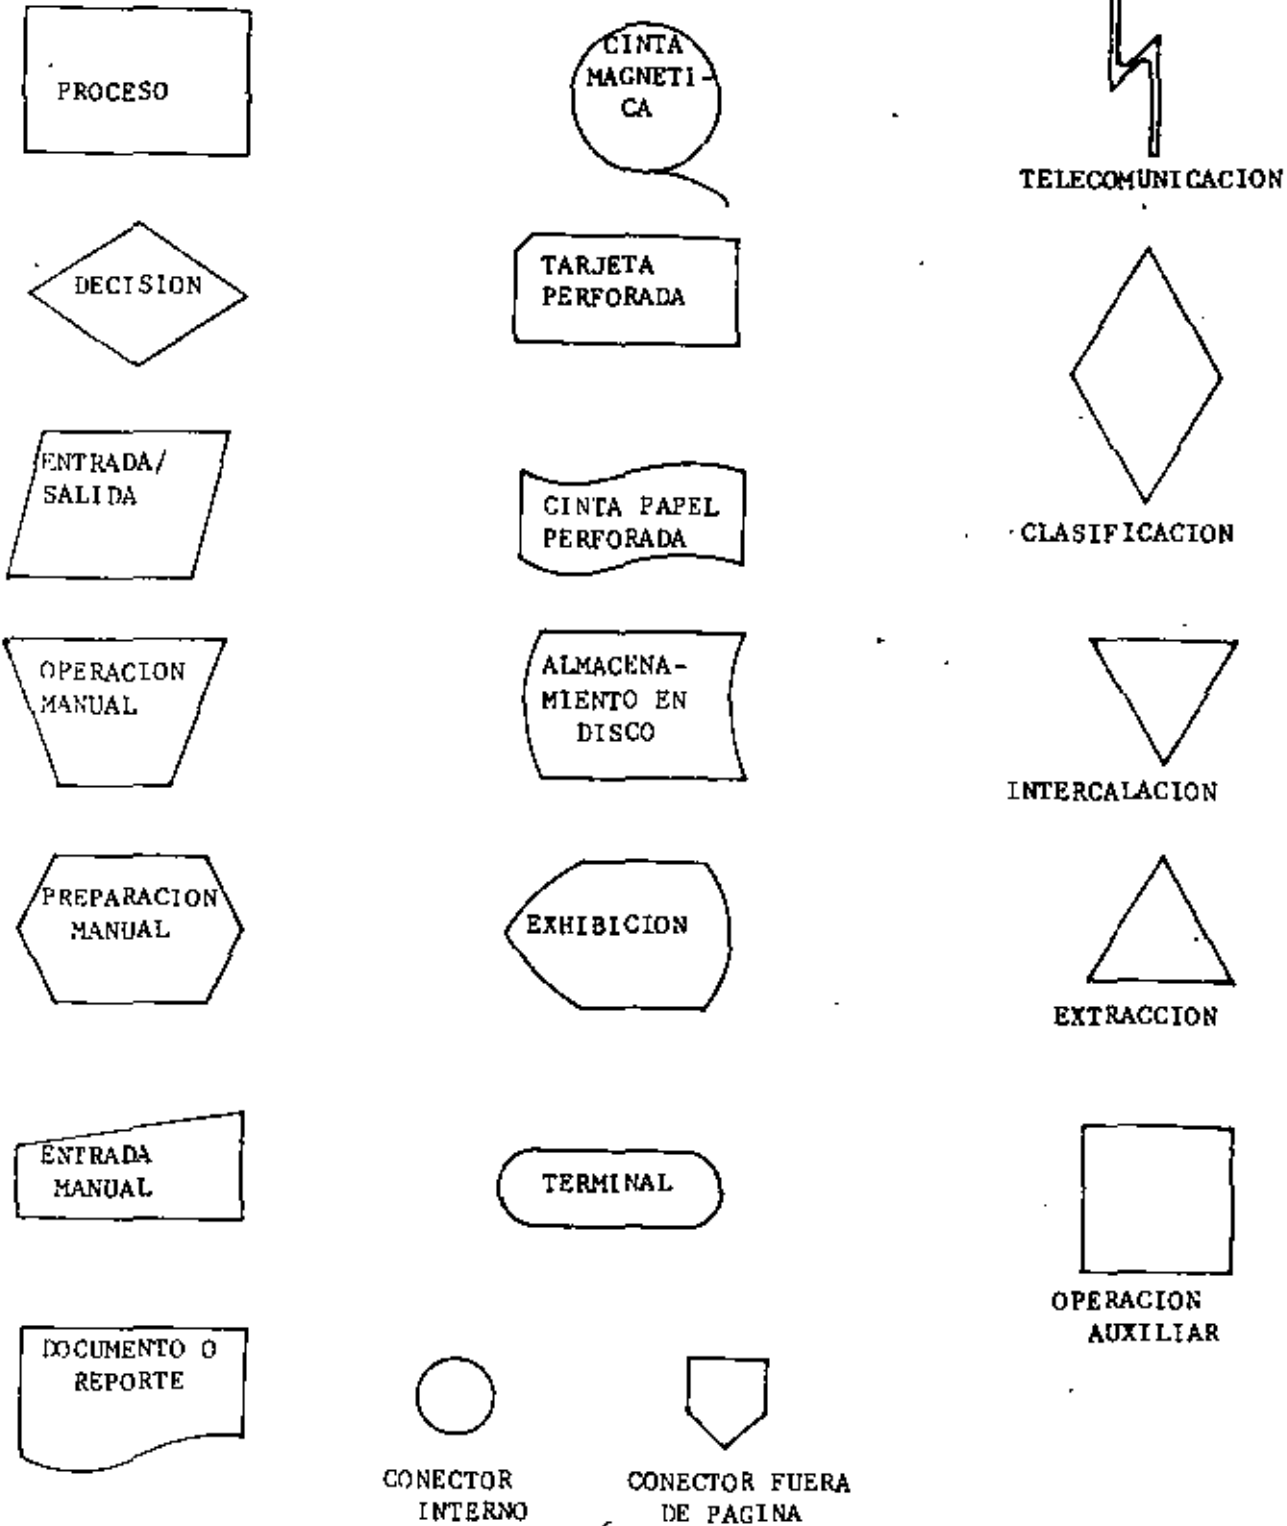 PROCESO
DECISION
ENTRADA/
SALIDA
OPERACION
MANUAL
PREPARACION
MANUAL
ENTRADA
MANUAL
DOCUMENTO O
REPORTE
CINTA
MAGNETI-
CA
TARJETA
PERFORADA
CINTA PAPEL
PERFORADA
ALMACENA-
MIENTO EN
DISCO
EXHIBICION
TERMINAL
CONECTOR
INTERNO
CONECTOR FUERA
DE PAGINA
TELECOMUNICACION
CLASIFICACION
INTERCALACION
EXTRACCION
OPERACION
AUXILIAR